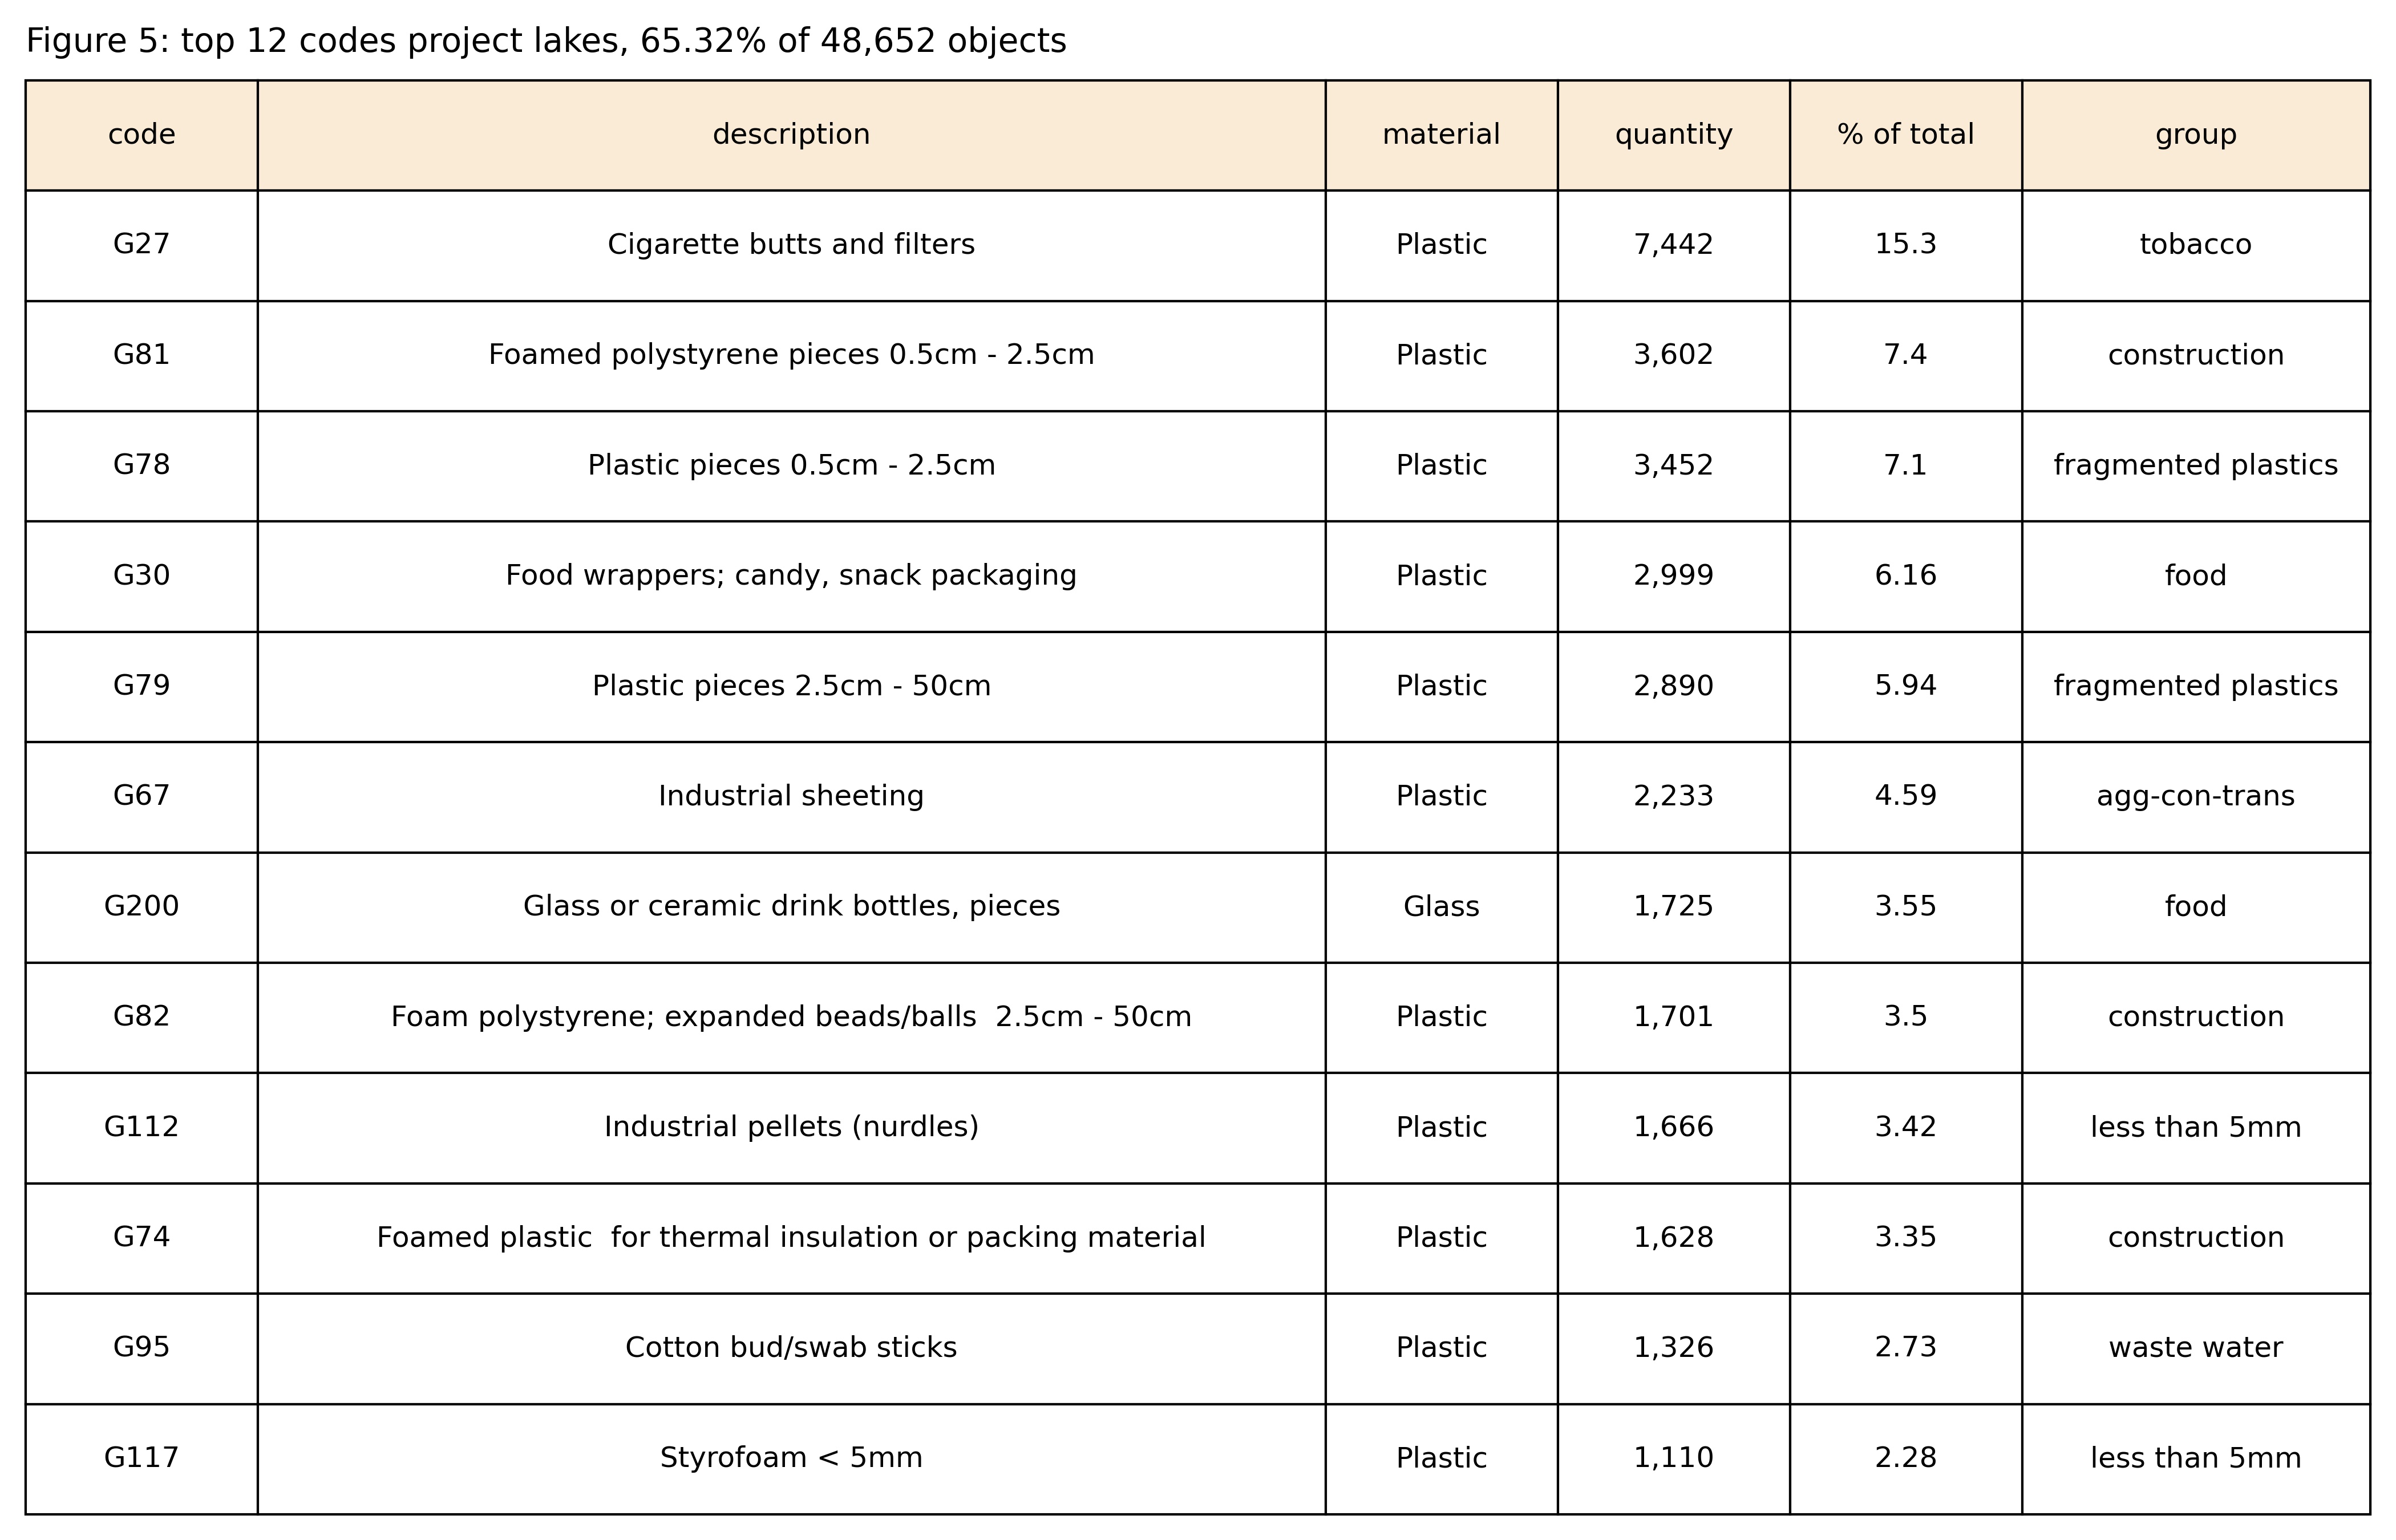 Figure 5: top 12 codes project lakes, 65.32% of 48,652 objects
code description material quantity % of total group
G27 Cigarette butts and filters Plastic 7,442 15.3 tobacco
G81 Foamed polystyrene pieces 0.5cm - 2.5cm Plastic 3,602 7.4 construction
G78 Plastic pieces 0.5cm - 2.5cm Plastic 3,452 7.1 fragmented plastics
G30 Food wrappers; candy, snack packaging Plastic 2,999 6.16 food
G79 Plastic pieces 2.5cm - 50cm Plastic 2,890 5.94 fragmented plastics
G67 Industrial sheeting Plastic 2,233 4.59 agg-con-trans
G200 Glass or ceramic drink bottles, pieces Glass 1,725 3.55 food
G82 Foam polystyrene; expanded beads/balls  2.5cm - 50cm Plastic 1,701 3.5 construction
G112 Industrial pellets (nurdles) Plastic 1,666 3.42 less than 5mm
G74 Foamed plastic  for thermal insulation or packing material Plastic 1,628 3.35 construction
G95 Cotton bud/swab sticks Plastic 1,326 2.73 waste water
G117 Styrofoam < 5mm Plastic 1,110 2.28 less than 5mm